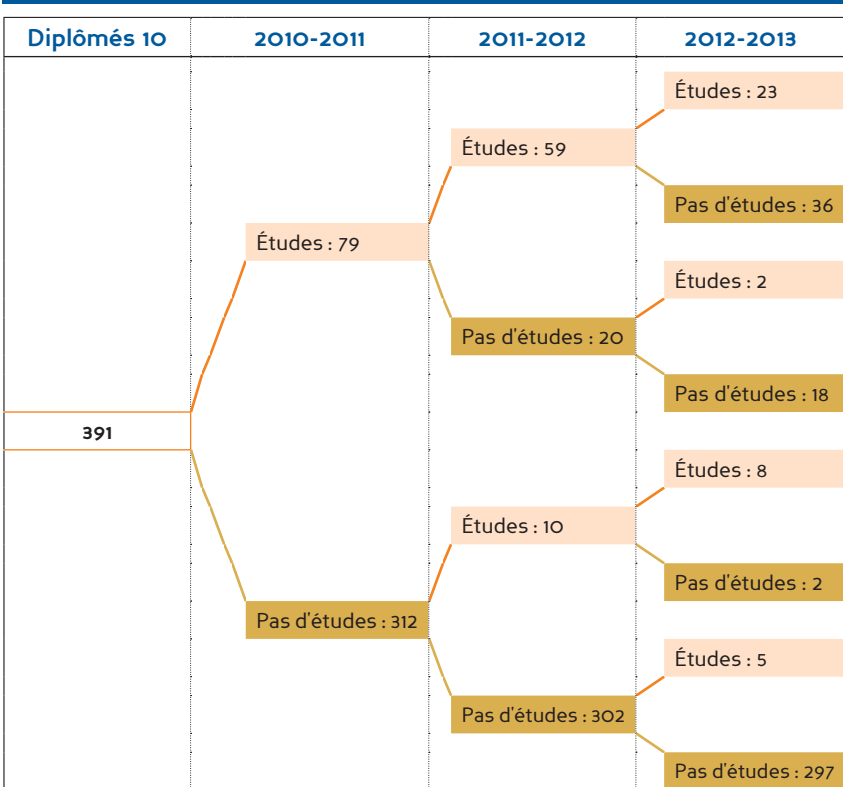 Diplômés 10 2010-2011 2011-2012 2012-2013
Études : 23
Études : 59
Pas d'études : 36
Études : 79
Études : 2
Pas d'études : 20
Pas d'études : 18
391
Études : 8
Études : 10
Pas d'études : 2
Pas d'études : 312
Études : 5
Pas d'études : 302
Pas d'études : 297